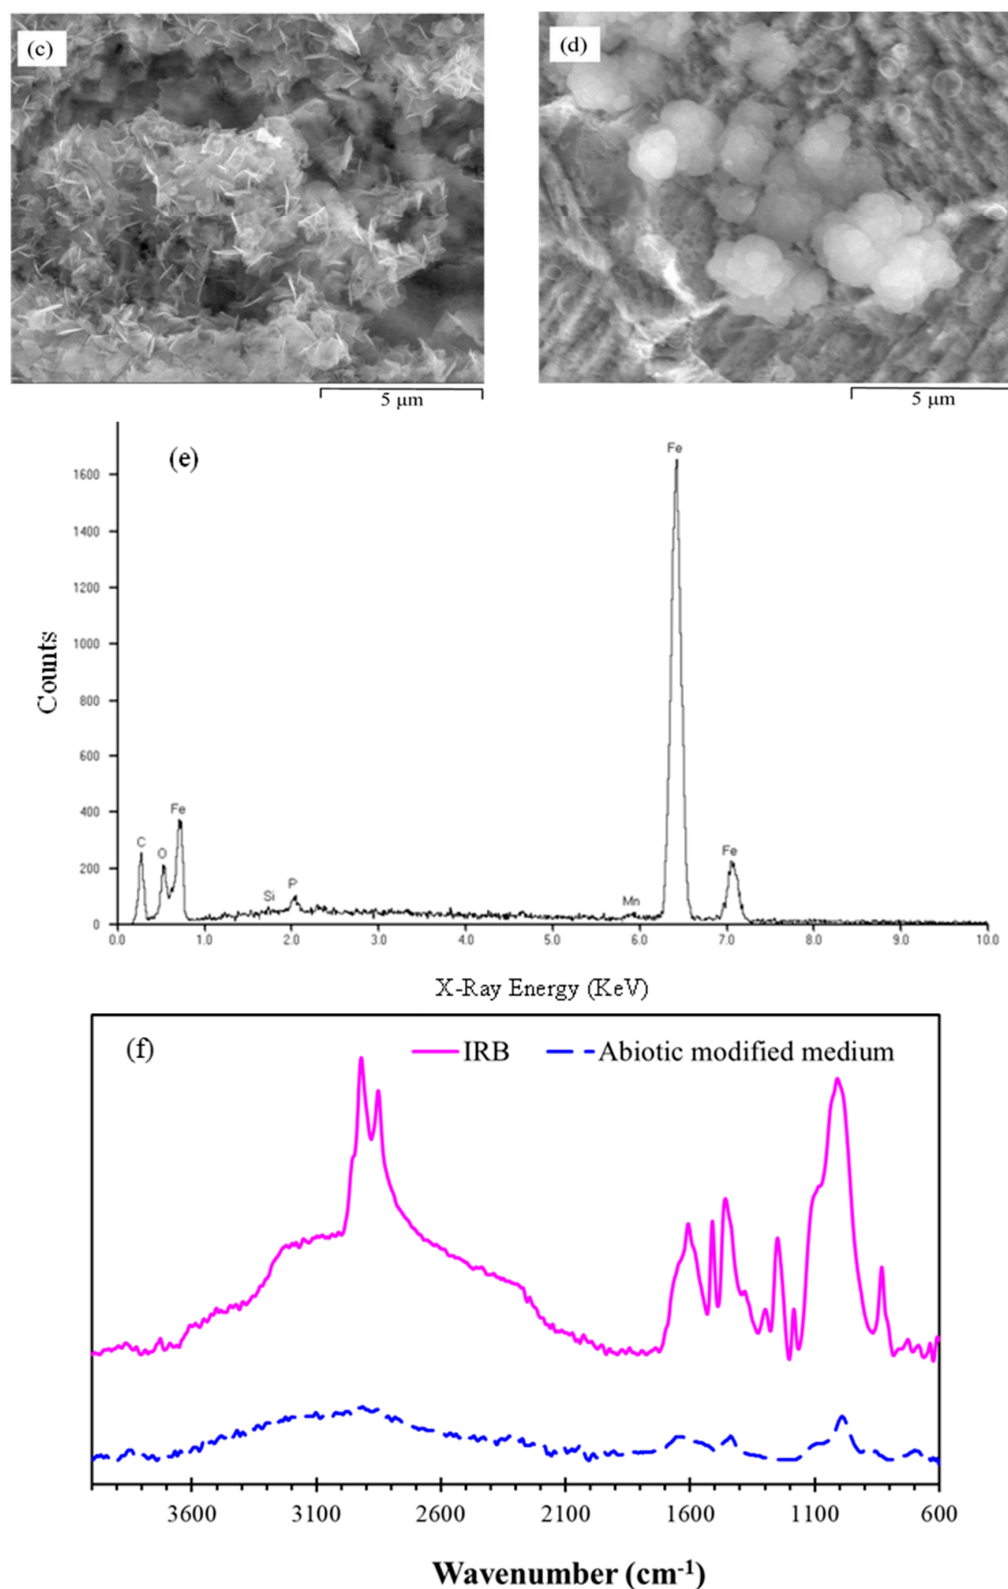 (c)
(d)
5 μm
5 μm
(e)
Fe
1600
1400
1200
1000
800
600
400
200
0
Counts
C
O
Fe
Si
P
Mn
Fe
0.0 1.0 2.0 3.0 4.0 5.0 6.0 7.0 8.0 9.0 10.0
X-Ray Energy (KeV)
(f)
IRB
Abiotic modified medium
3600 3100 2600 2100 1600 1100 600
Wavenumber (cm⁻¹)